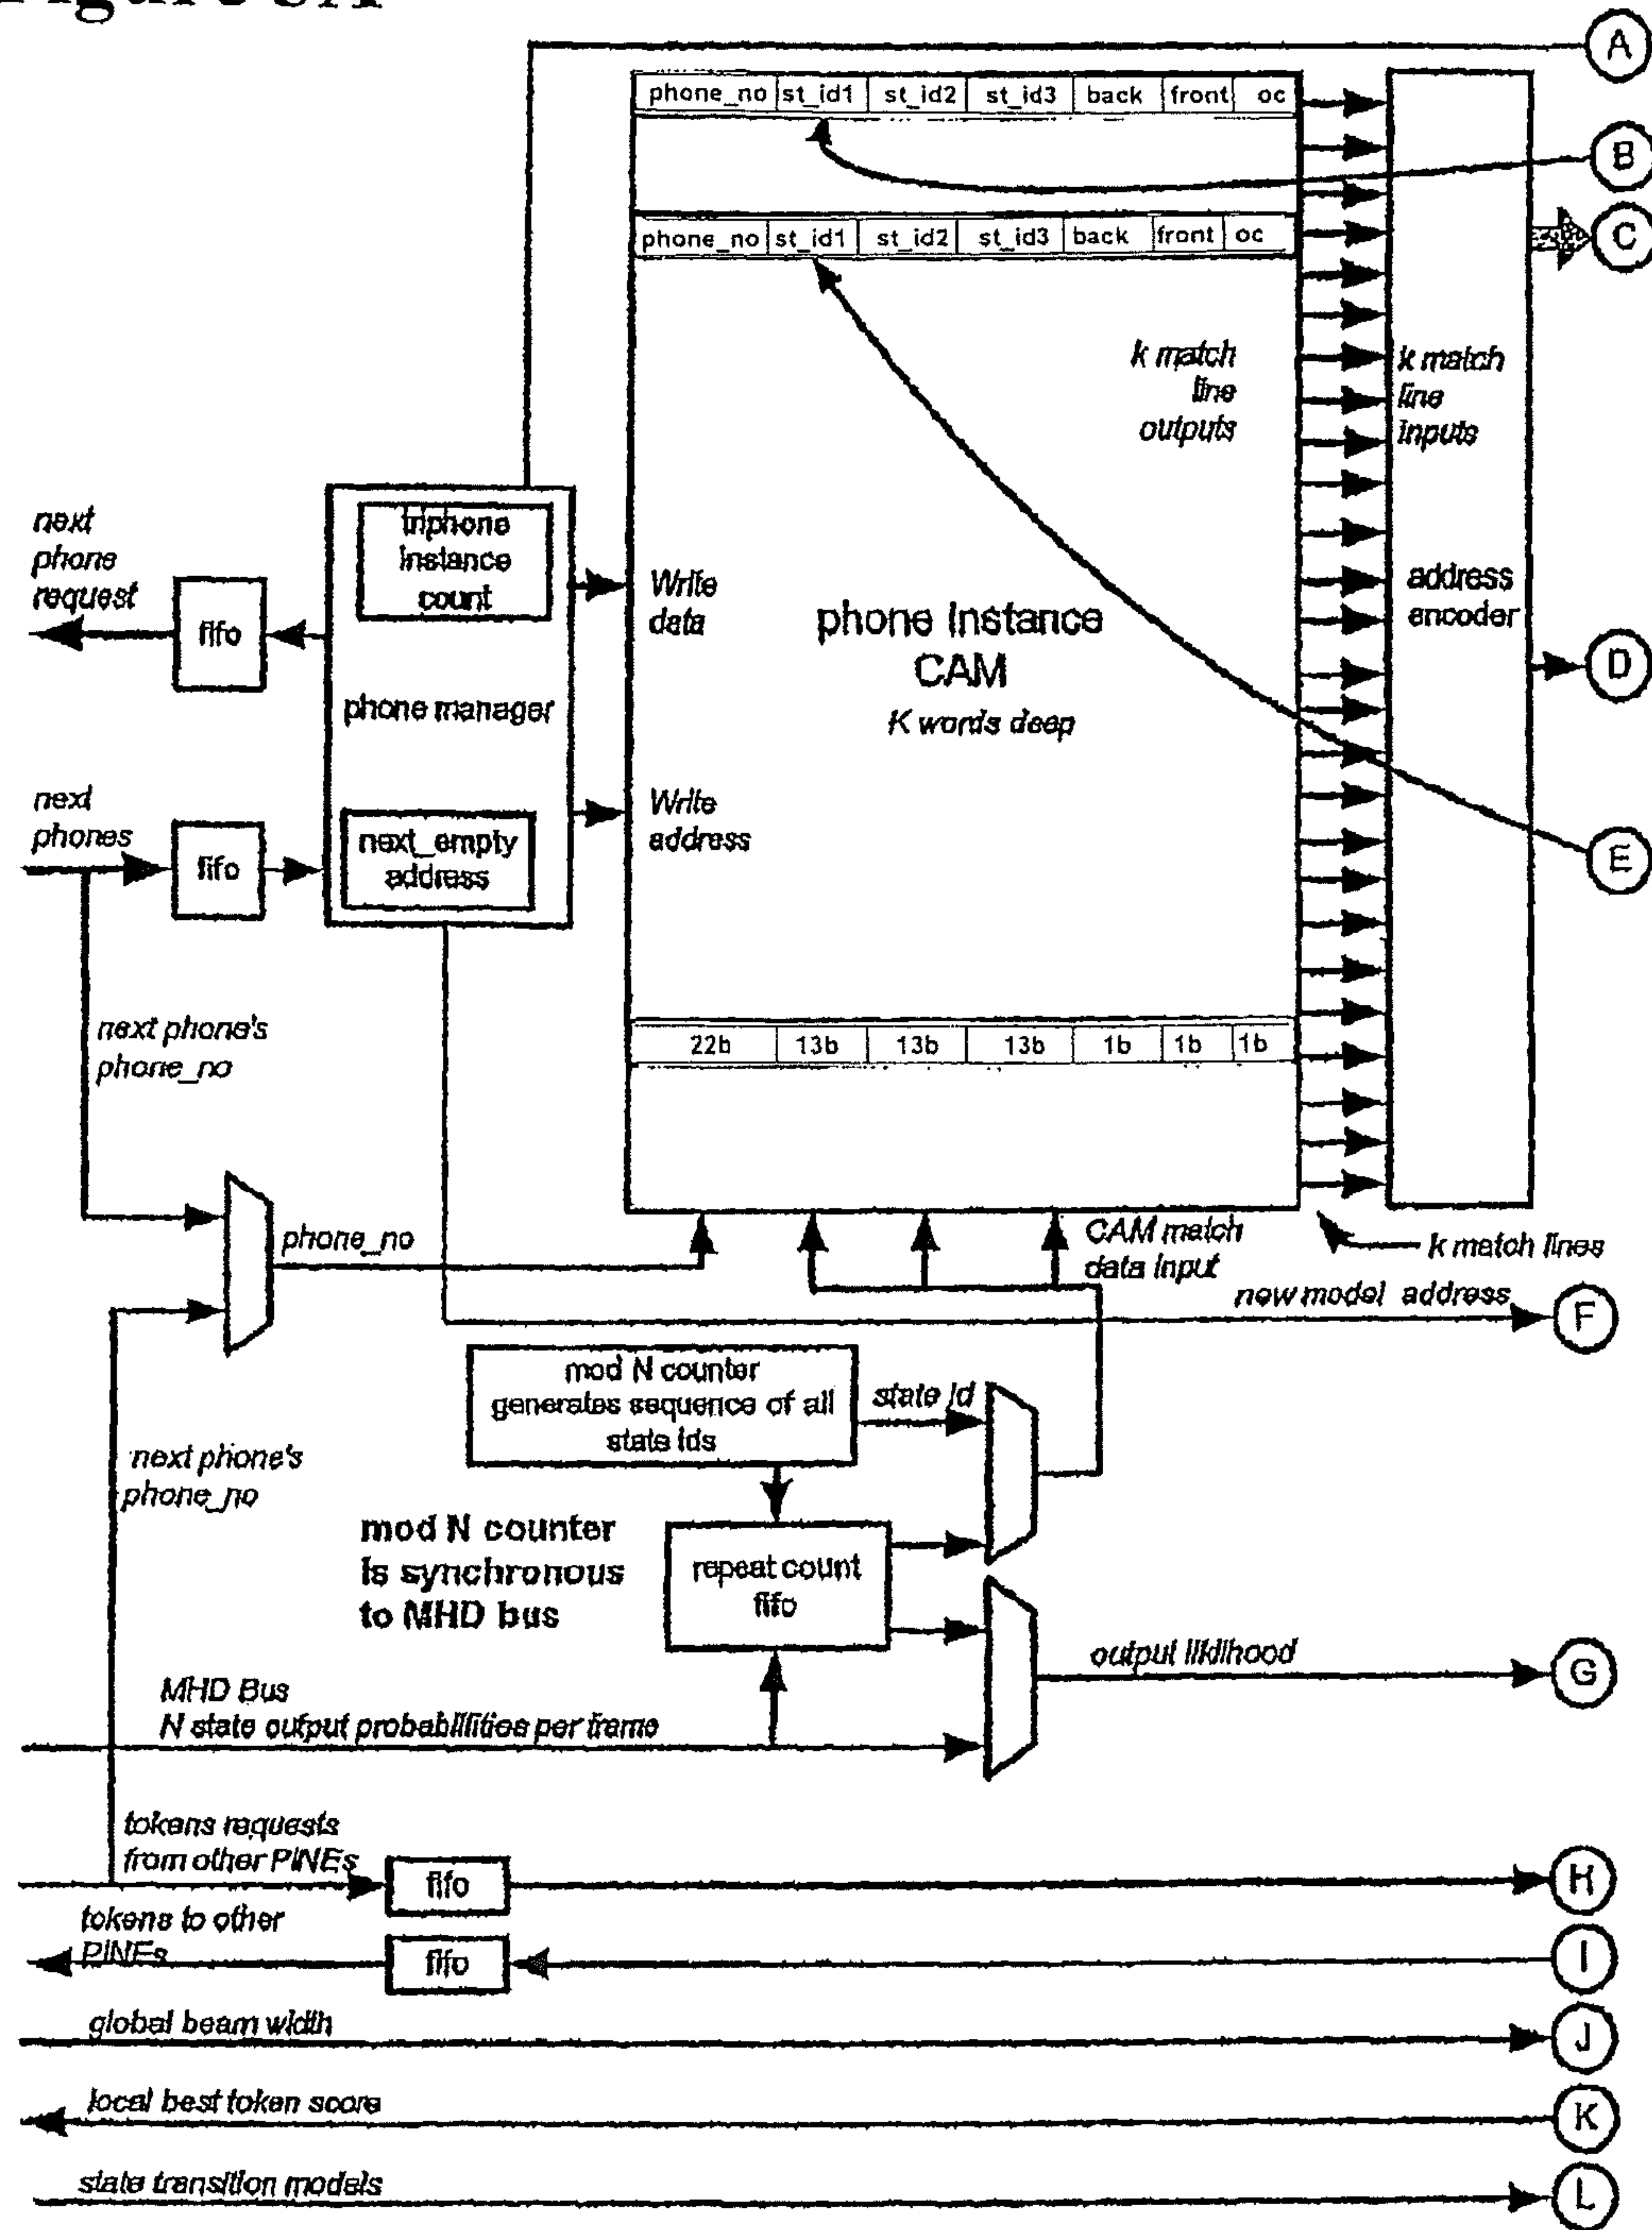 A
phone_no st_id1 st_id2 st_id3 back front oc
B
phone_no st_id1 st_id2 st_id3 back front oc
C
k match
line
outputs
k match
line
inputs
next
phone
request
fifo
triphone
instance
count
phone manager
Write
data
phone instance
CAM
K words deep
address
encoder
D
next
phones
fifo
next_empty
address
Write
address
E
next phone's
phone_no
22b 13b 13b 13b 1b 1b 1b
phone_no
CAM match
data input
k match lines
new model address
F
mod N counter
generates sequence of all
state ids
state id
next phone's
phone_no
mod N counter
is synchronous
to MHD bus
repeat count
fifo
output liklihood
G
MHD Bus
N state output probabilities per frame
tokens requests
from other PINEs
fifo
H
tokens to other
PINEs
fifo
I
global beam width
J
local best token score
K
state transition models
L